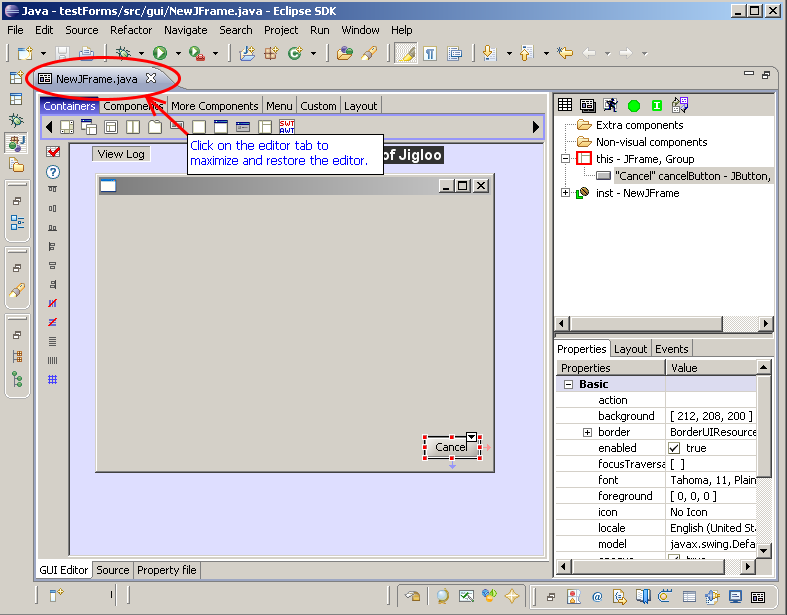 Java - testForms/src/gui/NewJFrame.java - Eclipse SDK
File Edit Source Refactor Navigate Search Project Run Window Help
NewJFrame.java
Containers Components More Components Menu Custom Layout
SWT
AWT
View Log
of Jigloo
Click on the editor tab to
maximize and restore the editor.
Cancel
GUI Editor Source Property file
Extra components
Non-visual components
this - JFrame, Group
"Cancel" cancelButton - JButton,
inst - NewJFrame
Properties Layout Events
Properties Value
Basic
action
background [ 212, 208, 200 ]
border BorderUIResource
enabled true
focusTraversa [ ]
font Tahoma, 11, Plain
foreground [ 0, 0, 0 ]
icon No Icon
locale English (United St
model javax.swing.Defa